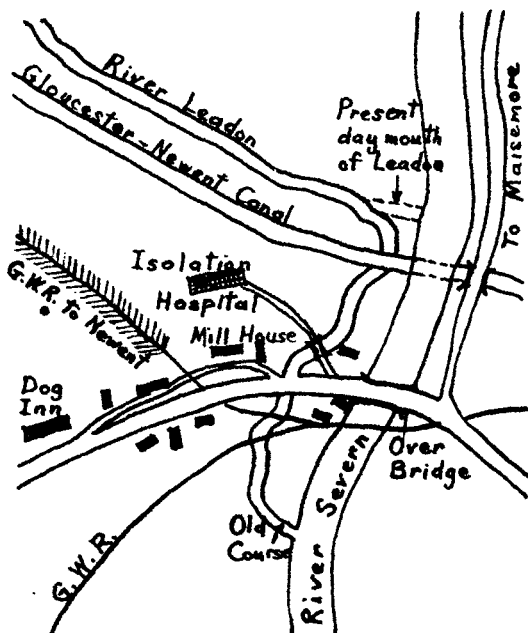 River Leadon
Gloucester-Newent Canal
Present
day mouth
of Leadon
To Maisemore
Isolation
Hospital
G.W.R. to Newent
Mill House
Dog
Inn
Over
Bridge
Old
Course
River Severn
G.W.R.